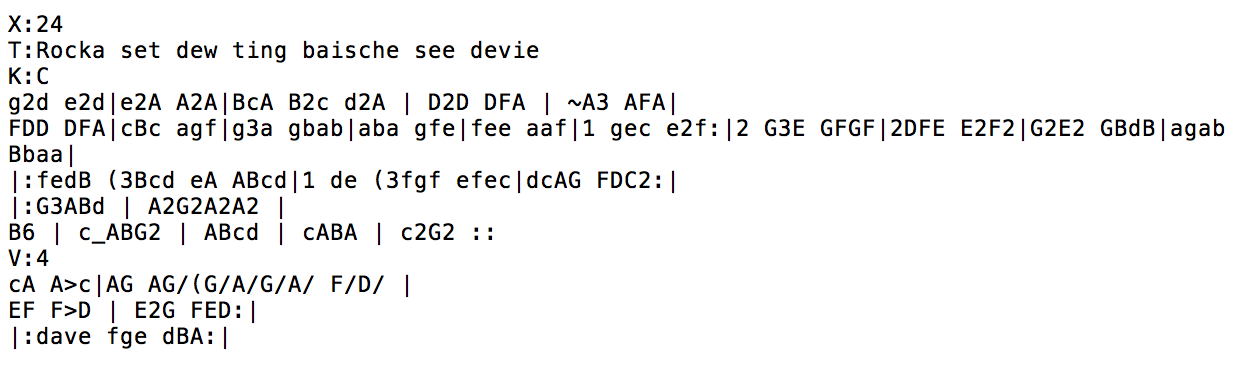 X:24
T:Rocka set dew ting baische see devie
K:C
g2d e2d|e2A A2A|BcA B2c d2A | D2D DFA | ~A3 AFA|
FDD DFA|cBc agf|g3a gbab|aba gfe|fee aaf|1 gec e2f:|2 G3E GFGF|2DFE E2F2|G2E2 GBdB|agab
Bbaa|
|:fedB (3Bcd eA ABcd|1 de (3fgf efec|dcAG FDC2:|
|:G3ABd | A2G2A2A2 |
B6 | c_ABG2 | ABcd | cABA | c2G2 ::
V:4
cA A>c|AG AG/(G/A/G/A/ F/D/ |
EF F>D | E2G FED:|
|:dave fge dBA:|